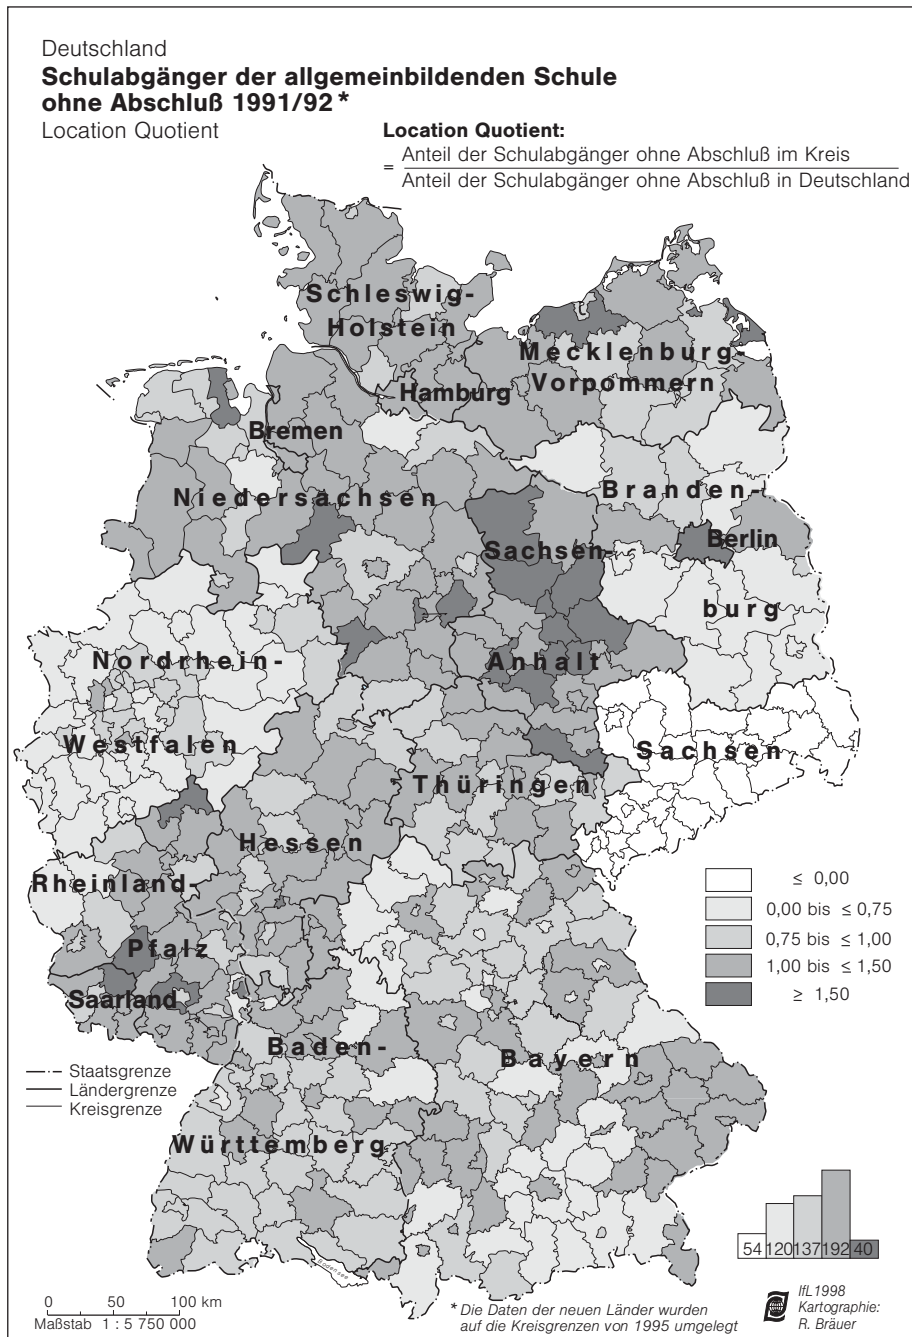 Deutschland
Schulabgänger der allgemeinbildenden Schule
ohne Abschluß 1991/92 *
Location Quotient
Location Quotient:
= Anteil der Schulabgänger ohne Abschluß im Kreis
Anteil der Schulabgänger ohne Abschluß in Deutschland
Schleswig-
Holstein
Mecklenburg-
Vorpommern
Hamburg
Bremen
Niedersachsen
Branden-
Berlin
Sachsen-
burg
Nordrhein-
Anhalt
Westfalen
Sachsen
Thüringen
Hessen
Rheinland-
Pfalz
Saarland
Baden-
Bayern
Württemberg
Bodensee
≤ 0,00
0,00 bis ≤ 0,75
0,75 bis ≤ 1,00
1,00 bis ≤ 1,50
≥ 1,50
Staatsgrenze
Ländergrenze
Kreisgrenze
54 120 137 192 40
0 50 100 km
Maßstab 1 : 5 750 000
* Die Daten der neuen Länder wurden
auf die Kreisgrenzen von 1995 umgelegt
IfL1998
Kartographie:
R. Bräuer